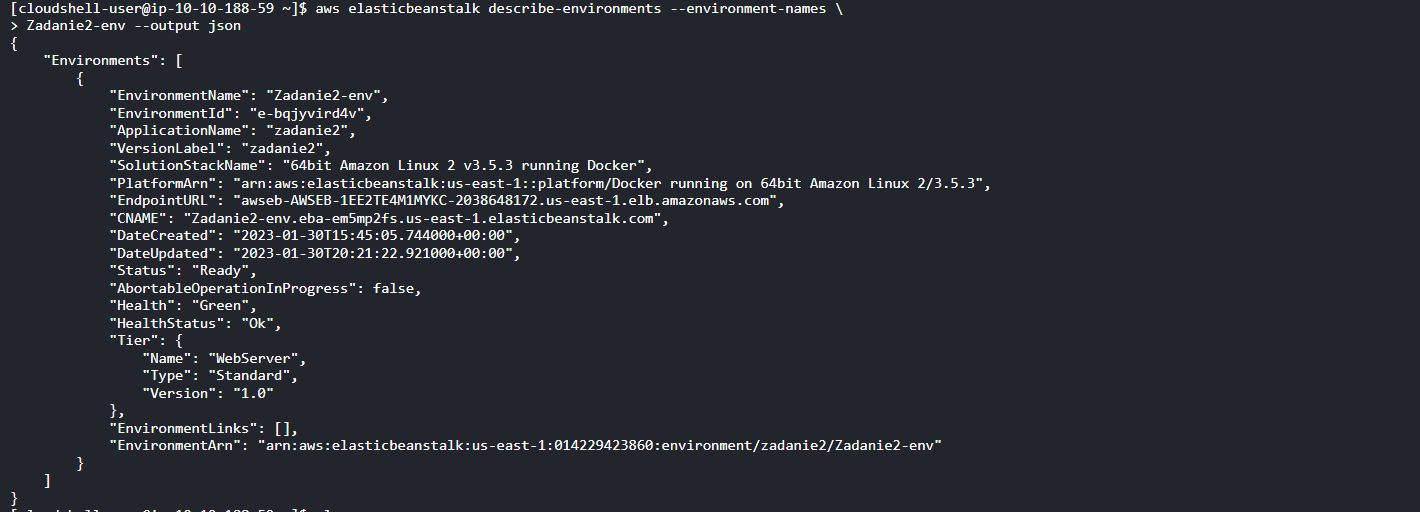 [cloudshell-user@ip-10-10-188-59 ~]$ aws elasticbeanstalk describe-environments --environment-names \
> Zadanie2-env --output json
{
    "Environments": [
        {
            "EnvironmentName": "Zadanie2-env",
            "EnvironmentId": "e-bqjyvird4v",
            "ApplicationName": "zadanie2",
            "VersionLabel": "zadanie2",
            "SolutionStackName": "64bit Amazon Linux 2 v3.5.3 running Docker",
            "PlatformArn": "arn:aws:elasticbeanstalk:us-east-1::platform/Docker running on 64bit Amazon Linux 2/3.5.3",
            "EndpointURL": "awseb-AWSEB-1EE2TE4M1MYKC-2038648172.us-east-1.elb.amazonaws.com",
            "CNAME": "Zadanie2-env.eba-em5mp2fs.us-east-1.elasticbeanstalk.com",
            "DateCreated": "2023-01-30T15:45:05.744000+00:00",
            "DateUpdated": "2023-01-30T20:21:22.921000+00:00",
            "Status": "Ready",
            "AbortableOperationInProgress": false,
            "Health": "Green",
            "HealthStatus": "Ok",
            "Tier": {
                "Name": "WebServer",
                "Type": "Standard",
                "Version": "1.0"
            },
            "EnvironmentLinks": [],
            "EnvironmentArn": "arn:aws:elasticbeanstalk:us-east-1:014229423860:environment/zadanie2/Zadanie2-env"
        }
    ]
}